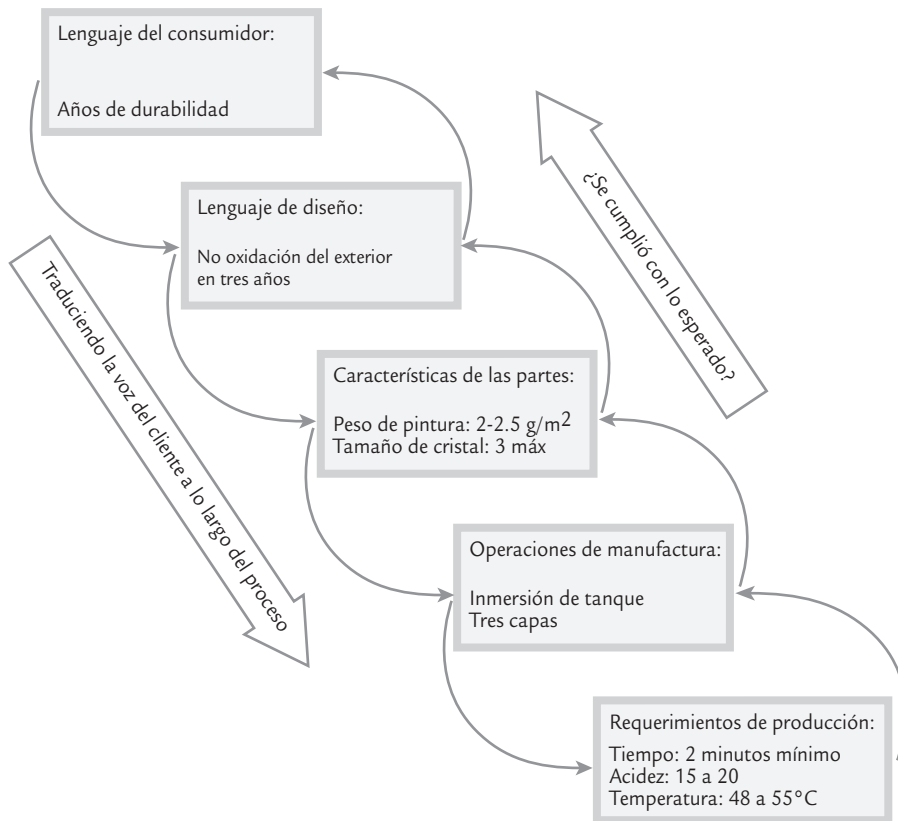 Lenguaje del consumidor:
Años de durabilidad
Lenguaje de diseño:
No oxidación del exterior
en tres años
¿Se cumplió con lo esperado?
Traduciendo la voz del cliente a lo largo del proceso
Características de las partes:
Peso de pintura: 2-2.5 g/m²
Tamaño de cristal: 3 máx
Operaciones de manufactura:
Inmersión de tanque
Tres capas
Requerimientos de producción:
Tiempo: 2 minutos mínimo
Acidez: 15 a 20
Temperatura: 48 a 55°C